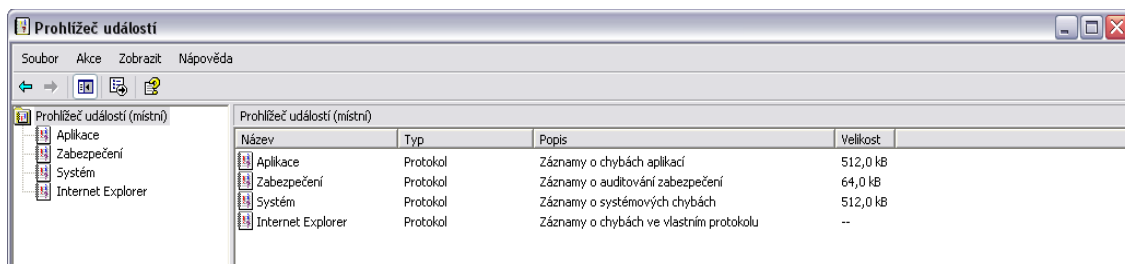 Prohlížeč událostí
Soubor Akce Zobrazit Nápověda
Prohlížeč událostí (místní)
Aplikace
Zabezpečení
Systém
Internet Explorer
Prohlížeč událostí (místní)
Název Typ Popis Velikost
Aplikace Protokol Záznamy o chybách aplikací 512,0 kB
Zabezpečení Protokol Záznamy o auditování zabezpečení 64,0 kB
Systém Protokol Záznamy o systémových chybách 512,0 kB
Internet Explorer Protokol Záznamy o chybách ve vlastním protokolu --